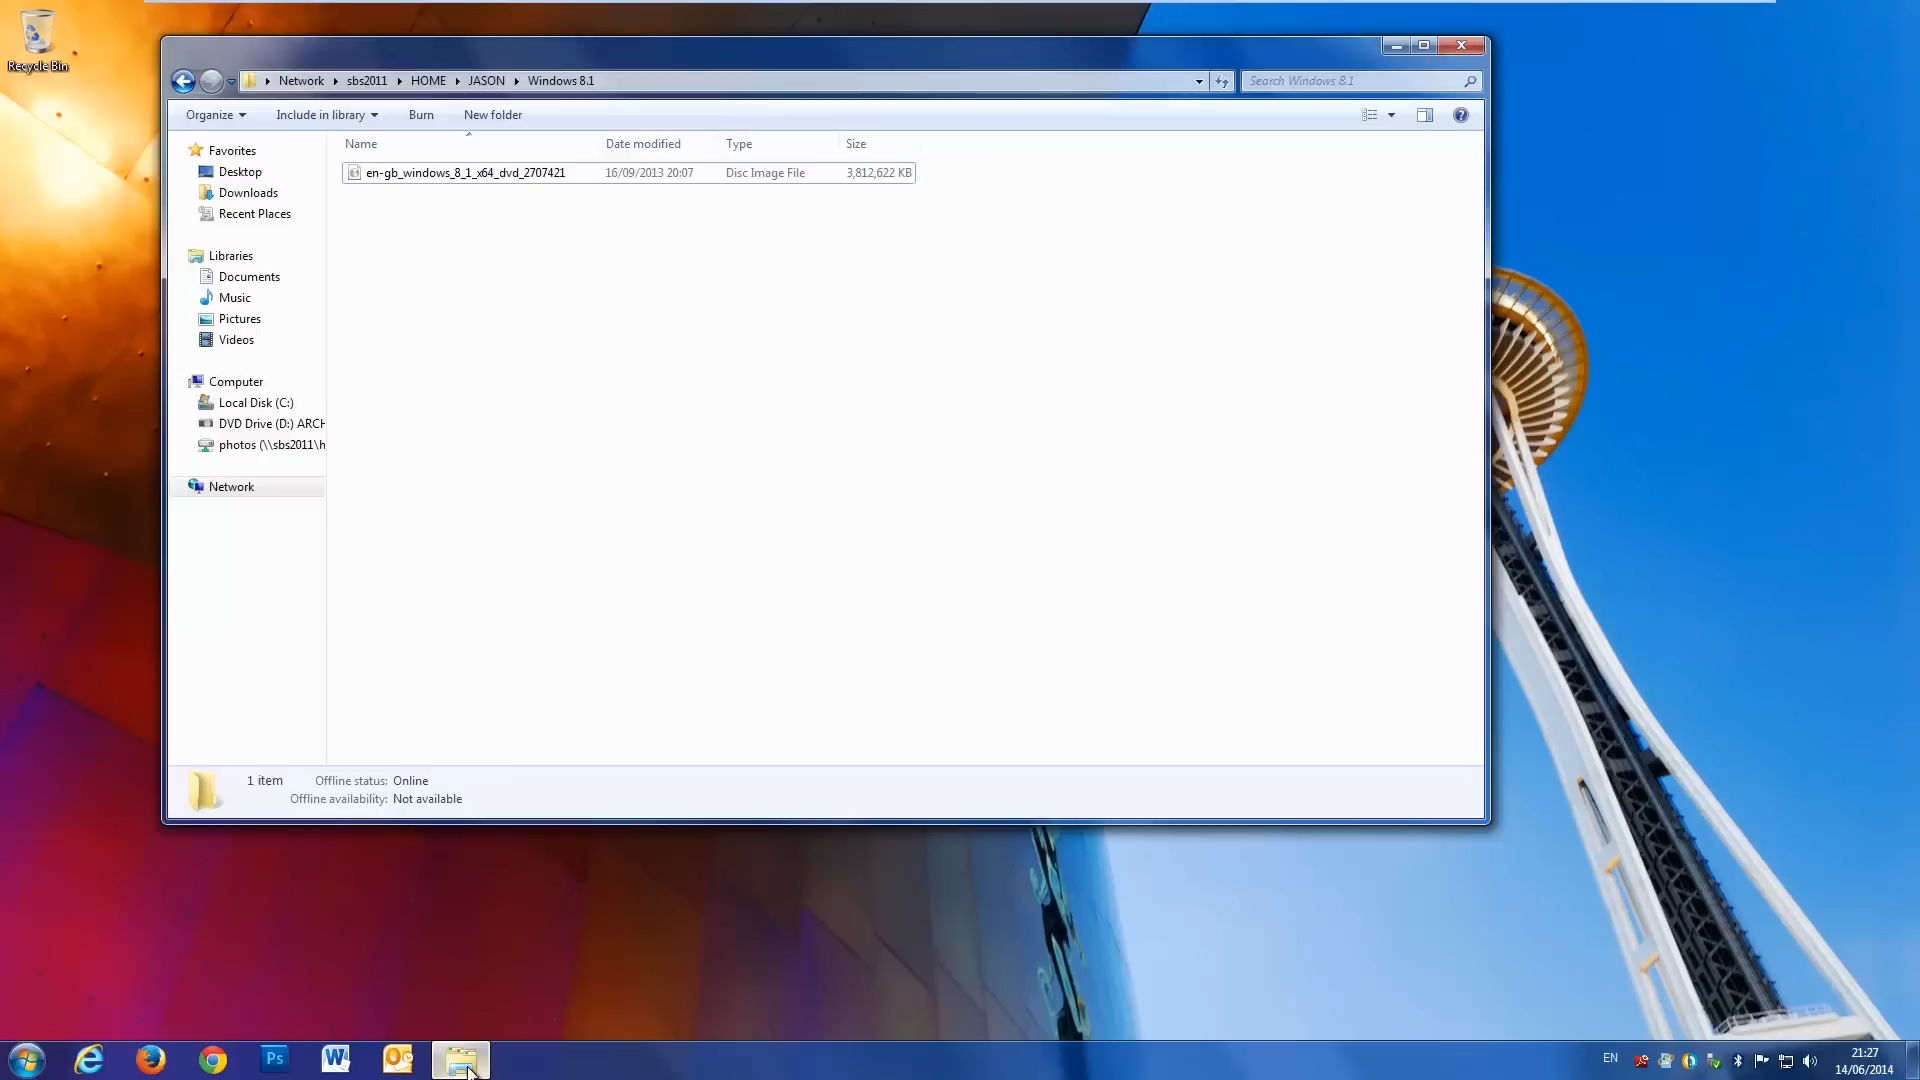 Recycle Bin
Network sbs2011 HOME JASON Windows 8.1
Search Windows 8.1
Organize Include in library Burn New folder
Name Date modified Type Size
en-gb_windows_8_1_x64_dvd_2707421 16/09/2013 20:07 Disc Image File 3,812,622 KB
Favorites
Desktop
Downloads
Recent Places
Libraries
Documents
Music
Pictures
Videos
Computer
Local Disk (C:)
DVD Drive (D:) ARCH
photos (\\sbs2011\h
Network
1 item Offline status: Online
Offline availability: Not available
Ps
W
EN
21:27
14/06/2014